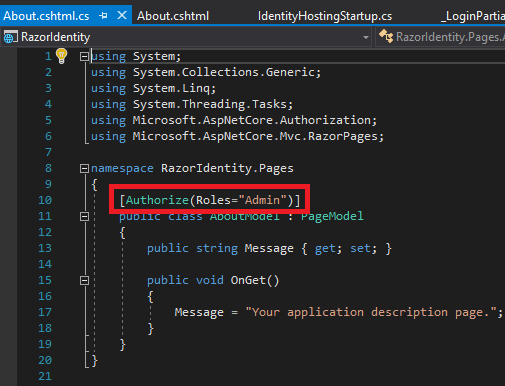 About.cshtml.cs About.cshtml IdentityHostingStartup.cs _LoginPartia
RazorIdentity RazorIdentity.Pages.A
1 using System;
2 using System.Collections.Generic;
3 using System.Linq;
4 using System.Threading.Tasks;
5 using Microsoft.AspNetCore.Authorization;
6 using Microsoft.AspNetCore.Mvc.RazorPages;
7
8 namespace RazorIdentity.Pages
9 {
10 [Authorize(Roles="Admin")]
11 public class AboutModel : PageModel
12 {
13 public string Message { get; set; }
14
15 public void OnGet()
16 {
17 Message = "Your application description page.";
18 }
19 }
20 }
21